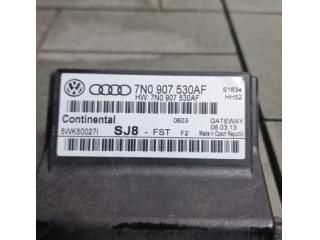 7N0 907 530AF S1634
HW. 7N0 907 530AF HH52
Continental 0603 GATEWAY
5WK50027I SJ8 - FST F2 06.03.13
Made in Czech Republic